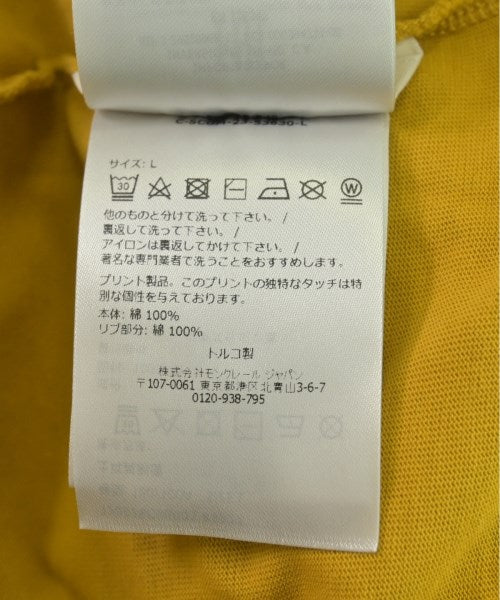 サイズ: L
30
W
他のものと分けて洗って下さい。/
裏返して洗って下さい。/
アイロンは裏返してかけて下さい。/
著名な専門業者で洗うことをおすすめします。
プリント製品。このプリントの独特なタッチは特
別な個性を与えております。
本体: 綿 100%
リブ部分: 綿 100%
トルコ製
株式会社モンクレール ジャパン
〒107-0061 東京都港区北青山3-6-7
0120-938-795